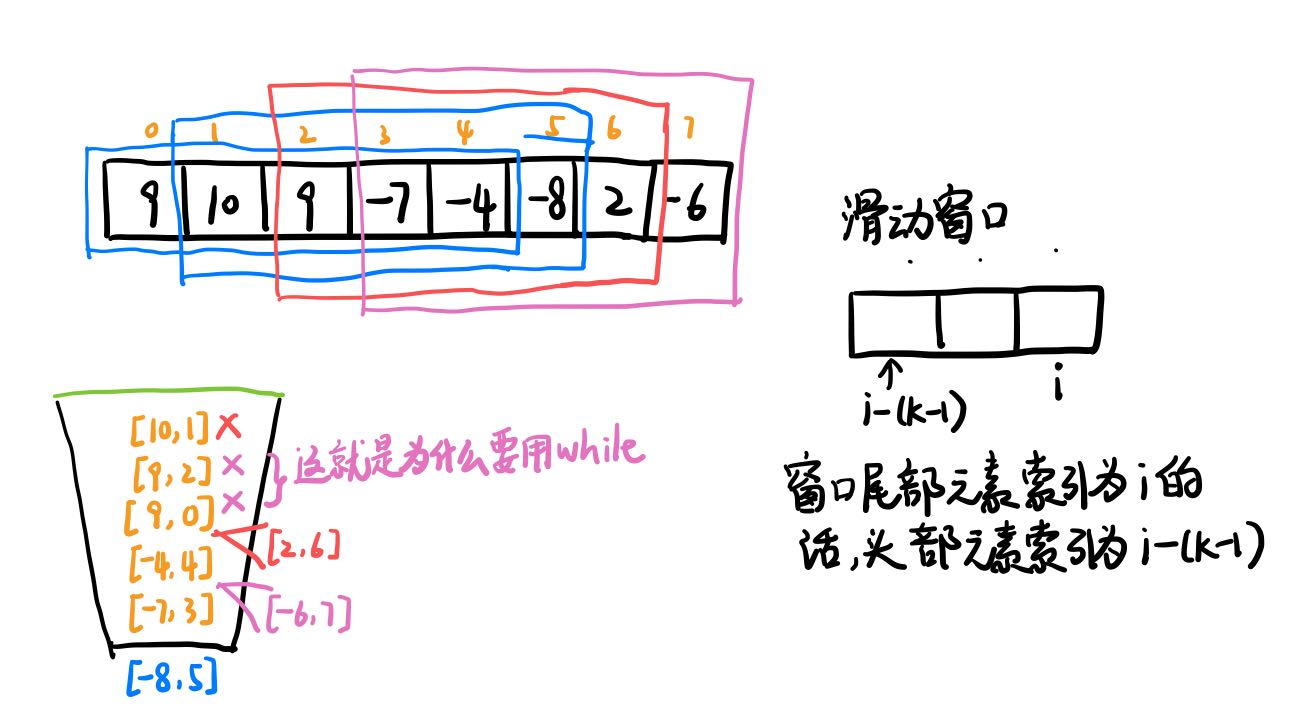 0 1 2 3 4 5 6 7
9 10 9 -7 -4 -8 2 -6
滑动窗口
i-(k-1)
i
窗口尾部元素索引为i的
话,头部元素索引为i-(k-1)
[10,1]×
[9,2]×
[9,0]×
这就是为什么要用while
[2,6]
[-4,4]
[-6,7]
[-7,3]
[-8,5]